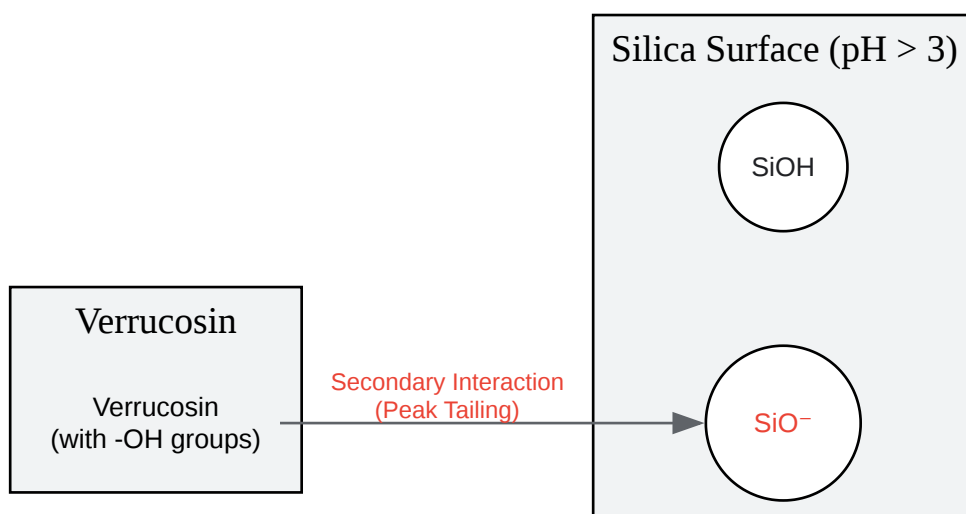 Silica Surface (pH > 3)
SiOH
Verrucosin
Verrucosin
(with -OH groups)
Secondary Interaction
(Peak Tailing)
SiO⁻